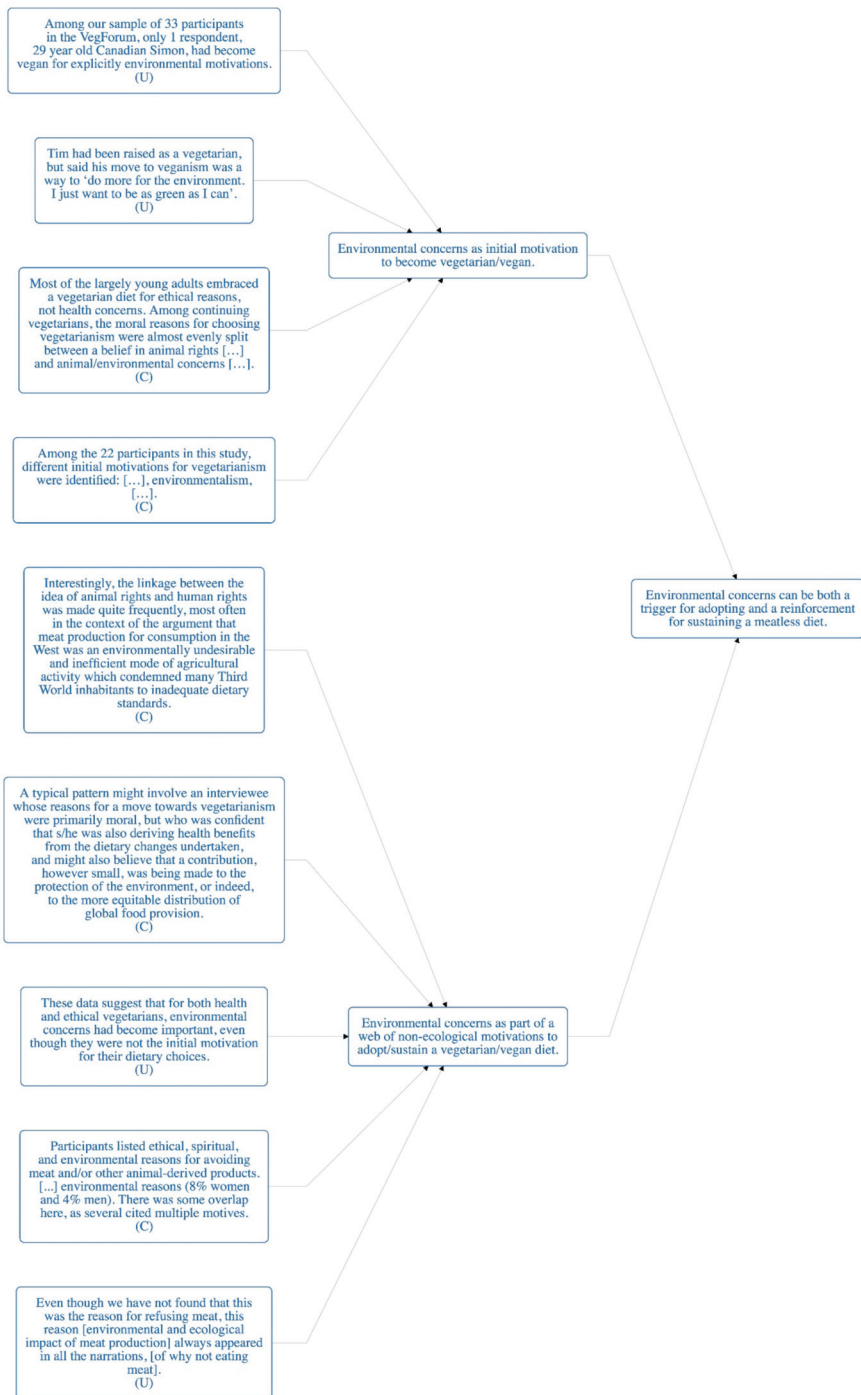 Among our sample of 33 participants
in the VegForum, only 1 respondent,
29 year old Canadian Simon, had become
vegan for explicitly environmental motivations.
(U)
Tim had been raised as a vegetarian,
but said his move to veganism was a
way to ‘do more for the environment.
I just want to be as green as I can’.
(U)
Environmental concerns as initial motivation
to become vegetarian/vegan.
Most of the largely young adults embraced
a vegetarian diet for ethical reasons,
not health concerns. Among continuing
vegetarians, the moral reasons for choosing
vegetarianism were almost evenly split
between a belief in animal rights […]
and animal/environmental concerns […].
(C)
Among the 22 participants in this study,
different initial motivations for vegetarianism
were identified: […], environmentalism,
[…].
(C)
Interestingly, the linkage between the
idea of animal rights and human rights
was made quite frequently, most often
in the context of the argument that
meat production for consumption in the
West was an environmentally undesirable
and inefficient mode of agricultural
activity which condemned many Third
World inhabitants to inadequate dietary
standards.
(C)
Environmental concerns can be both a
trigger for adopting and a reinforcement
for sustaining a meatless diet.
A typical pattern might involve an interviewee
whose reasons for a move towards vegetarianism
were primarily moral, but who was confident
that s/he was also deriving health benefits
from the dietary changes undertaken,
and might also believe that a contribution,
however small, was being made to the
protection of the environment, or indeed,
to the more equitable distribution of
global food provision.
(C)
These data suggest that for both health
and ethical vegetarians, environmental
concerns had become important, even
though they were not the initial motivation
for their dietary choices.
(U)
Environmental concerns as part of a
web of non-ecological motivations to
adopt/sustain a vegetarian/vegan diet.
Participants listed ethical, spiritual,
and environmental reasons for avoiding
meat and/or other animal-derived products.
[...] environmental reasons (8% women
and 4% men). There was some overlap
here, as several cited multiple motives.
(C)
Even though we have not found that this
was the reason for refusing meat, this
reason [environmental and ecological
impact of meat production] always appeared
in all the narrations, [of why not eating
meat].
(U)